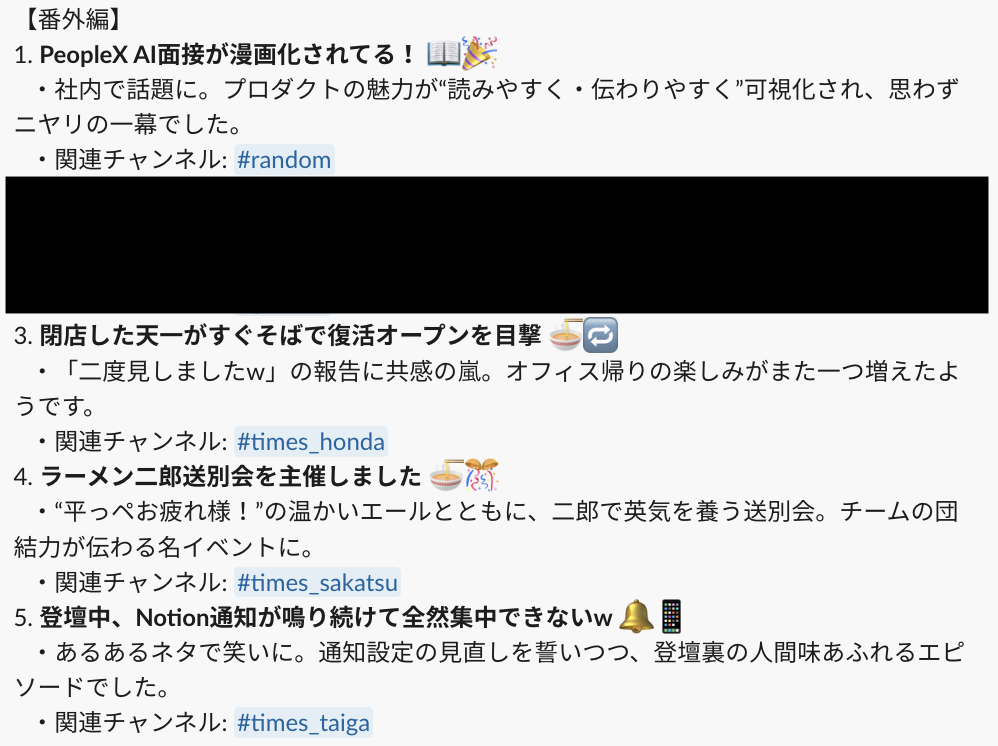 【番外編】
1. PeopleX AI面接が漫画化されてる！ 📖🎉
・社内で話題に。プロダクトの魅力が“読みやすく・伝わりやすく”可視化され、思わず
ニヤリの一幕でした。
・関連チャンネル: #random
3. 閉店した天一がすぐそばで復活オープンを目撃 🍜🔁
・「二度見しましたw」の報告に共感の嵐。オフィス帰りの楽しみがまた一つ増えたよ
うです。
・関連チャンネル: #times_honda
4. ラーメン二郎送別会を主催しました 🍜🎊
・“平っぺお疲れ様！”の温かいエールとともに、二郎で英気を養う送別会。チームの団
結力が伝わる名イベントに。
・関連チャンネル: #times_sakatsu
5. 登壇中、Notion通知が鳴り続けて全然集中できないw 🔔📱
・あるあるネタで笑いに。通知設定の見直しを誓いつつ、登壇裏の人間味あふれるエピ
ソードでした。
・関連チャンネル: #times_taiga